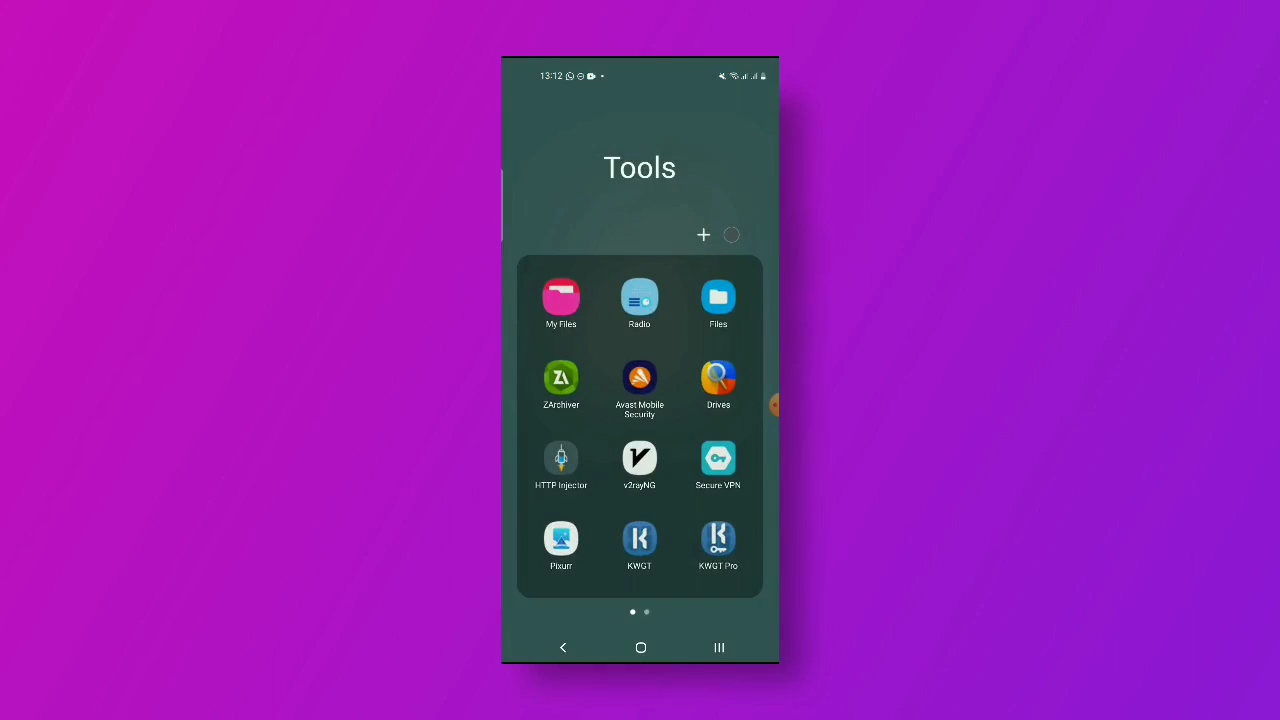 13:12
Tools
My Files
Radio
Files
ZArchiver
Avast Mobile
Security
Drives
HTTP Injector
v2rayNG
Secure VPN
Pixurr
KWGT
KWGT Pro